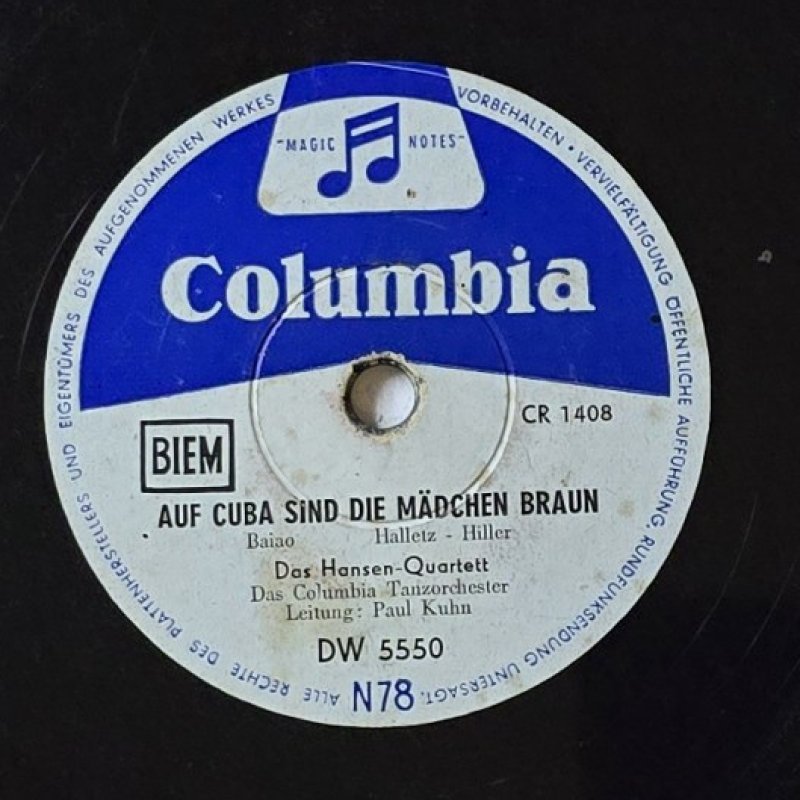 "MAGIC NOTES"
Columbia
CR 1408
BIEM
AUF CUBA SIND DIE MÄDCHEN BRAUN
Baiao Halletz - Hiller
Das Hansen-Quartett
Das Columbia Tanzorchester
Leitung: Paul Kuhn
DW 5550
N78
ALLE RECHTE DES PLATTENHERSTELLERS UND EIGENTÜMERS DES AUFGENOMMENEN WERKES VORBEHALTEN • VERVIELFÄLTIGUNG ÖFFENTLICHE AUFFÜHRUNG, RUNDFUNKSENDUNG UNTERSAGT.